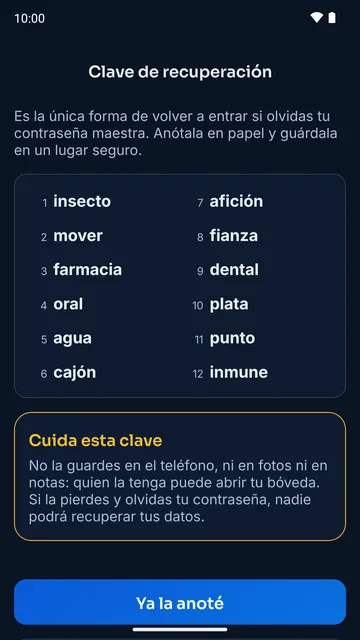 10:00
Clave de recuperación
Es la única forma de volver a entrar si olvidas tu
contraseña maestra. Anótala en papel y guárdala
en un lugar seguro.
1 insecto
2 mover
3 farmacia
4 oral
5 agua
6 cajón
7 afición
8 fianza
9 dental
10 plata
11 punto
12 inmune
Cuida esta clave
No la guardes en el teléfono, ni en fotos ni en
notas: quien la tenga puede abrir tu bóveda.
Si la pierdes y olvidas tu contraseña, nadie
podrá recuperar tus datos.
Ya la anoté